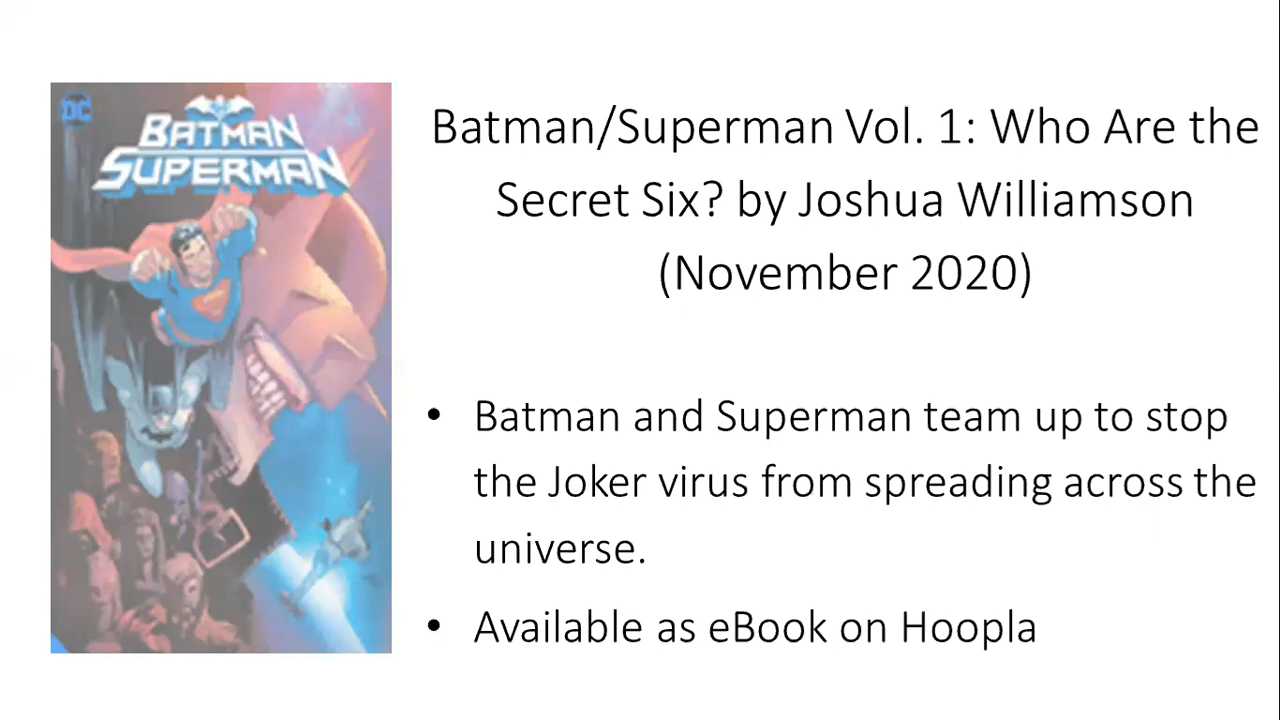 DC
BATMAN
SUPERMAN
Batman/Superman Vol. 1: Who Are the
Secret Six? by Joshua Williamson
(November 2020)
• Batman and Superman team up to stop
the Joker virus from spreading across the
universe.
• Available as eBook on Hoopla